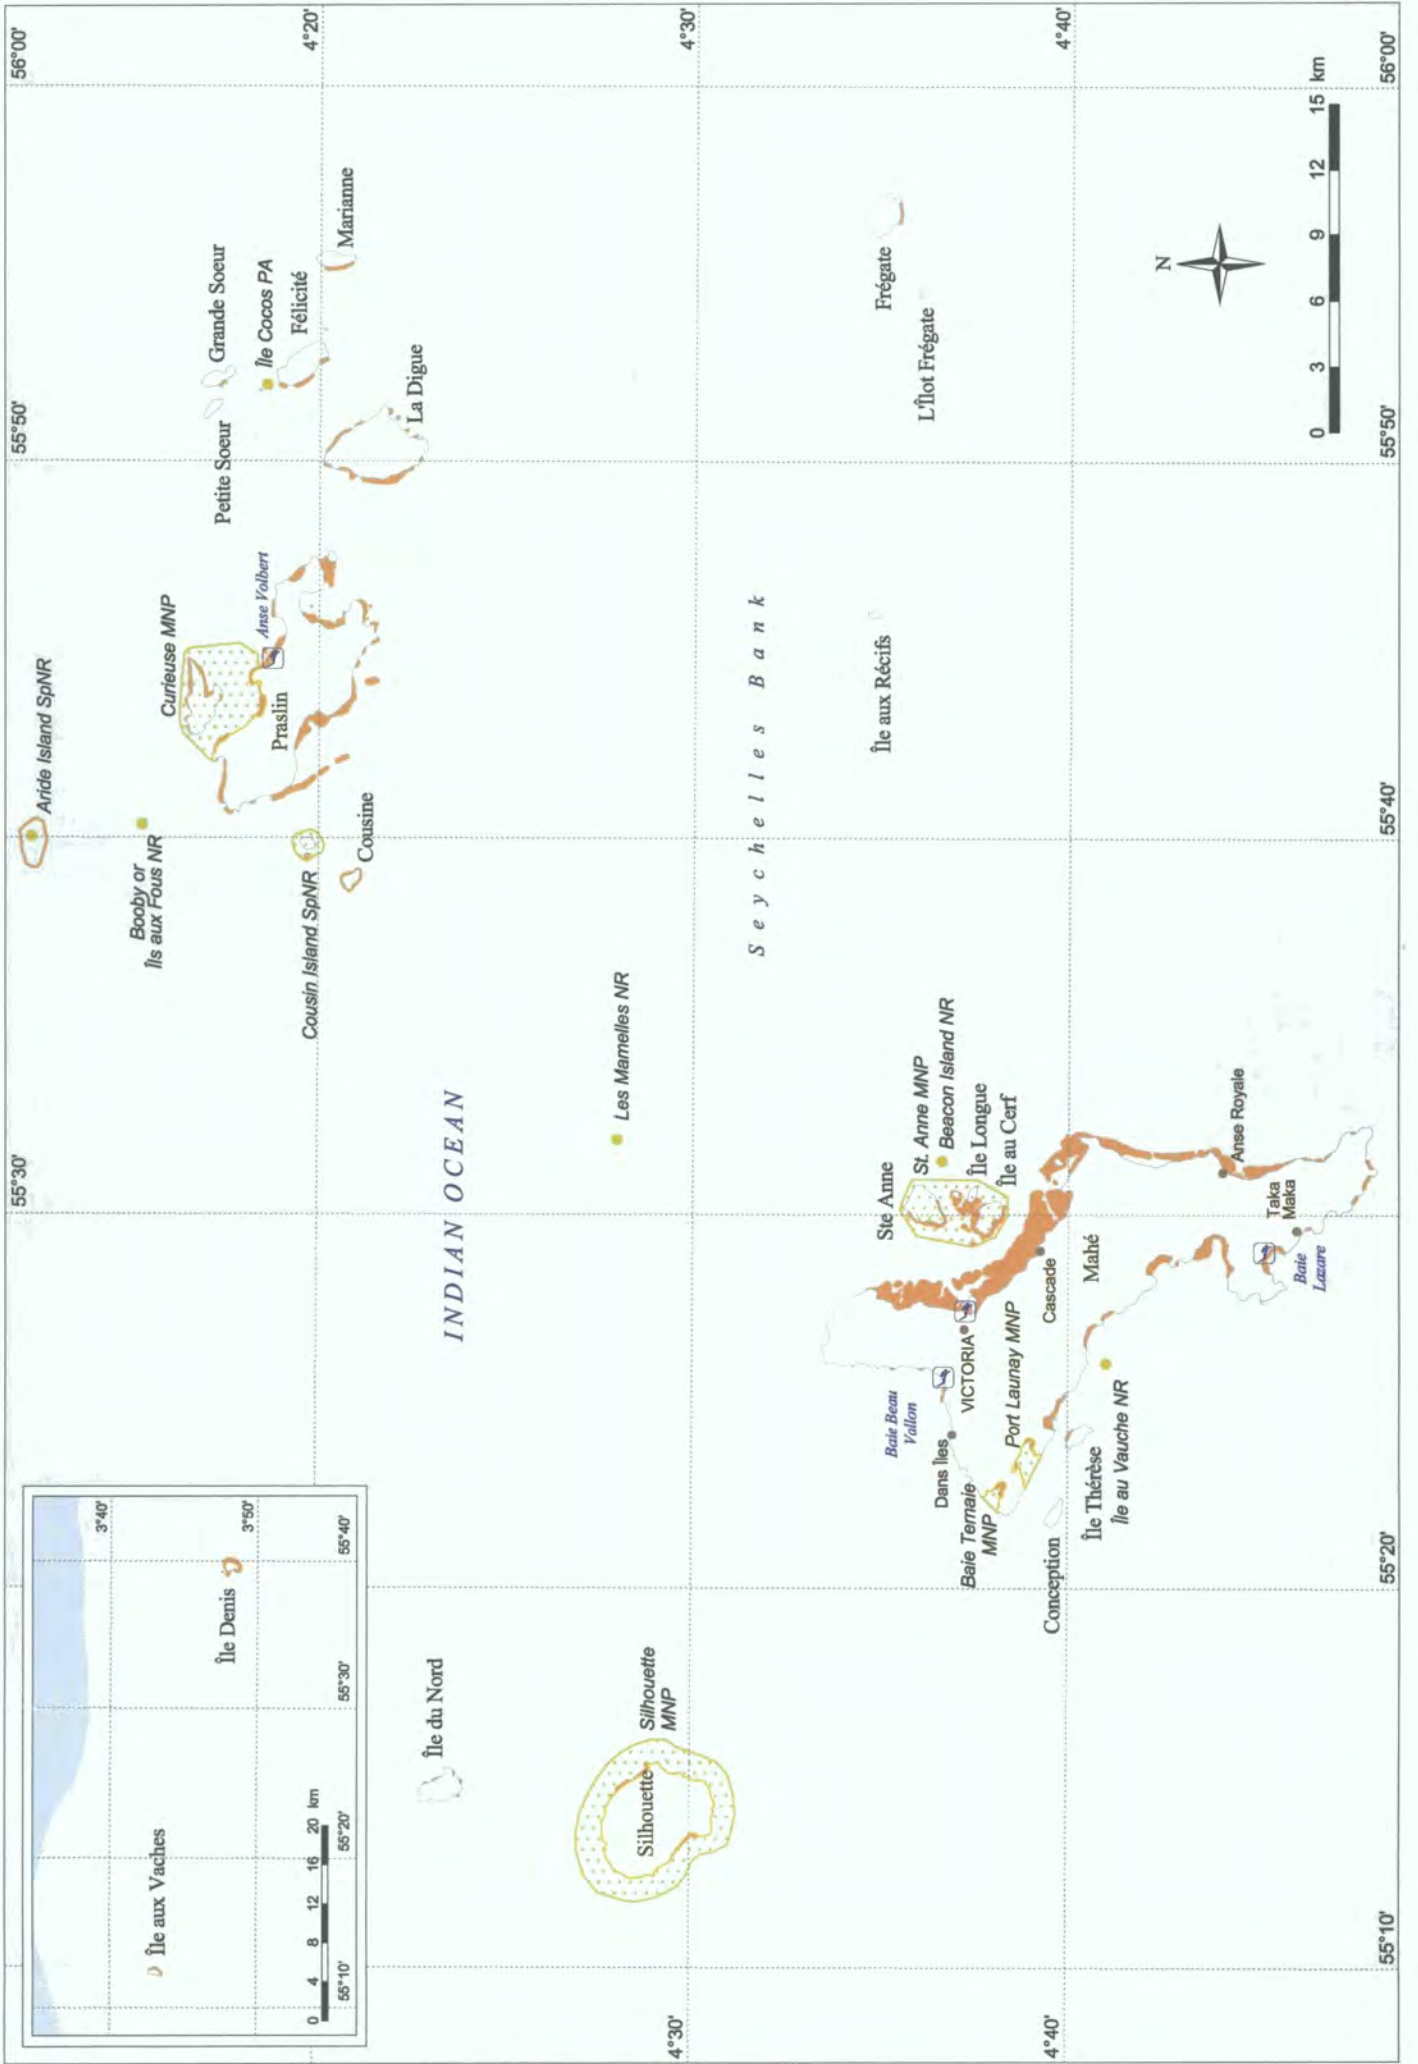 56°00'
55°50'
55°40'
55°30'
55°20'
55°10'
4°20'
4°30'
4°40'
4°30'
4°40'
56°00'
55°50'
55°30'
3°40'
3°50'
55°40'
55°30'
55°20'
55°10'
Île aux Vaches
Île Denis
0 4 8 12 16 20 km
Aride Island SpNR
Booby or
Îls aux Fous NR
Curieuse MNP
Anse Volbert
Praslin
Petite Soeur
Grande Soeur
Île Cocos PA
Félicité
Marianne
La Digue
Cousin Island SpNR
Cousine
INDIAN OCEAN
Île du Nord
Silhouette
MNP
Silhouette
Les Mamelles NR
Seychelles Bank
Île aux Récifs
Frégate
L'Îlot Frégate
Ste Anne
St. Anne MNP
Beacon Island NR
Île Longue
Île au Cerf
Baie Beau
Vallon
VICTORIA
Dans Îles
Port Launay MNP
Baie Ternaie
MNP
Cascade
Mahé
Conception
Île Thérèse
Île au Vauche NR
Anse Royale
Taka
Maka
Baie
Lazare
N
0 3 6 9 12 15 km